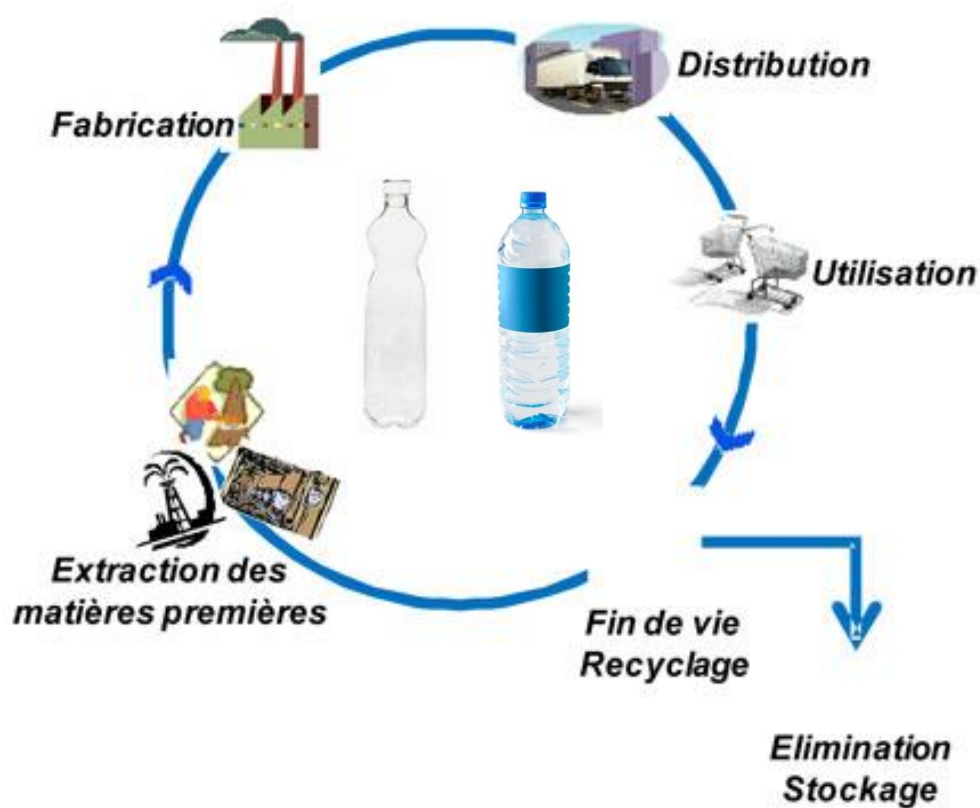 Fabrication
Distribution
Utilisation
Extraction des
matières premières
Fin de vie
Recyclage
Elimination
Stockage